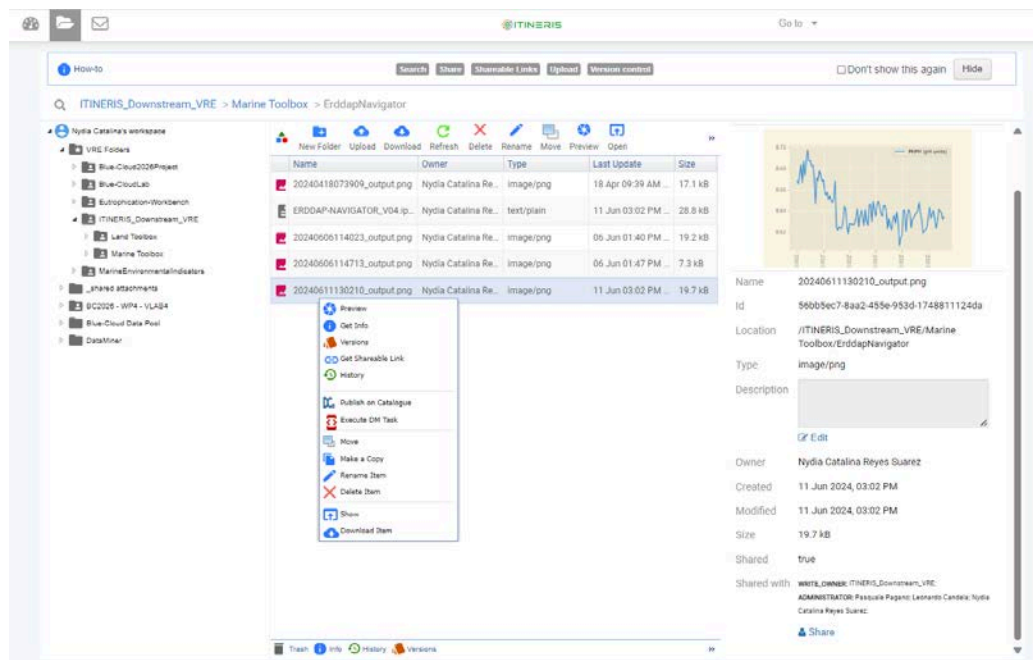 ITINERIS
Go to
How-to
Search Share Shareable Links Upload Version control
Don't show this again Hide
ITINERIS_Downstream_VRE > Marine Toolbox > ErddapNavigator
Nydia Catalina's workspace
VRE Folders
Blue-Cloud2026Project
Blue-CloudLab
Eutrophication-Workbench
ITINERIS_Downstream_VRE
Land Toolbox
Marine Toolbox
MarineEnvironmentalIndicators
_shared attachments
BC2026 - WP4 - VLAB4
Blue-Cloud Data Pool
DataMiner
New Folder Upload Download Refresh Delete Rename Move Preview Open »
Name Owner Type Last Update Size
20240418073909_output.png Nydia Catalina Re... image/png 18 Apr 09:39 AM ... 17.1 kB
ERDDAP-NAVIGATOR_V04.ip... Nydia Catalina Re... text/plain 11 Jun 03:02 PM ... 28.8 kB
20240606114023_output.png Nydia Catalina Re... image/png 06 Jun 01:40 PM ... 19.2 kB
20240606114713_output.png Nydia Catalina Re... image/png 06 Jun 01:47 PM ... 7.3 kB
20240611130210_output.png Nydia Catalina Re... image/png 11 Jun 03:02 PM ... 19.7 kB
Preview
Get Info
Versions
Get Shareable Link
History
Publish on Catalogue
Execute DM Task
Move
Make a Copy
Rename Item
Delete Item
Show
Download Item
Trash Info History Versions »
Name 20240611130210_output.png
Id 56bb5ec7-8aa2-455e-953d-1748811124da
Location /ITINERIS_Downstream_VRE/Marine
Toolbox/ErddapNavigator
Type image/png
Description
Edit
Owner Nydia Catalina Reyes Suarez
Created 11 Jun 2024, 03:02 PM
Modified 11 Jun 2024, 03:02 PM
Size 19.7 kB
Shared true
Shared with WRITE_OWNER: ITINERIS_Downstream_VRE;
ADMINISTRATOR: Pasquale Pagano; Leonardo Candela; Nydia
Catalina Reyes Suarez;
Share